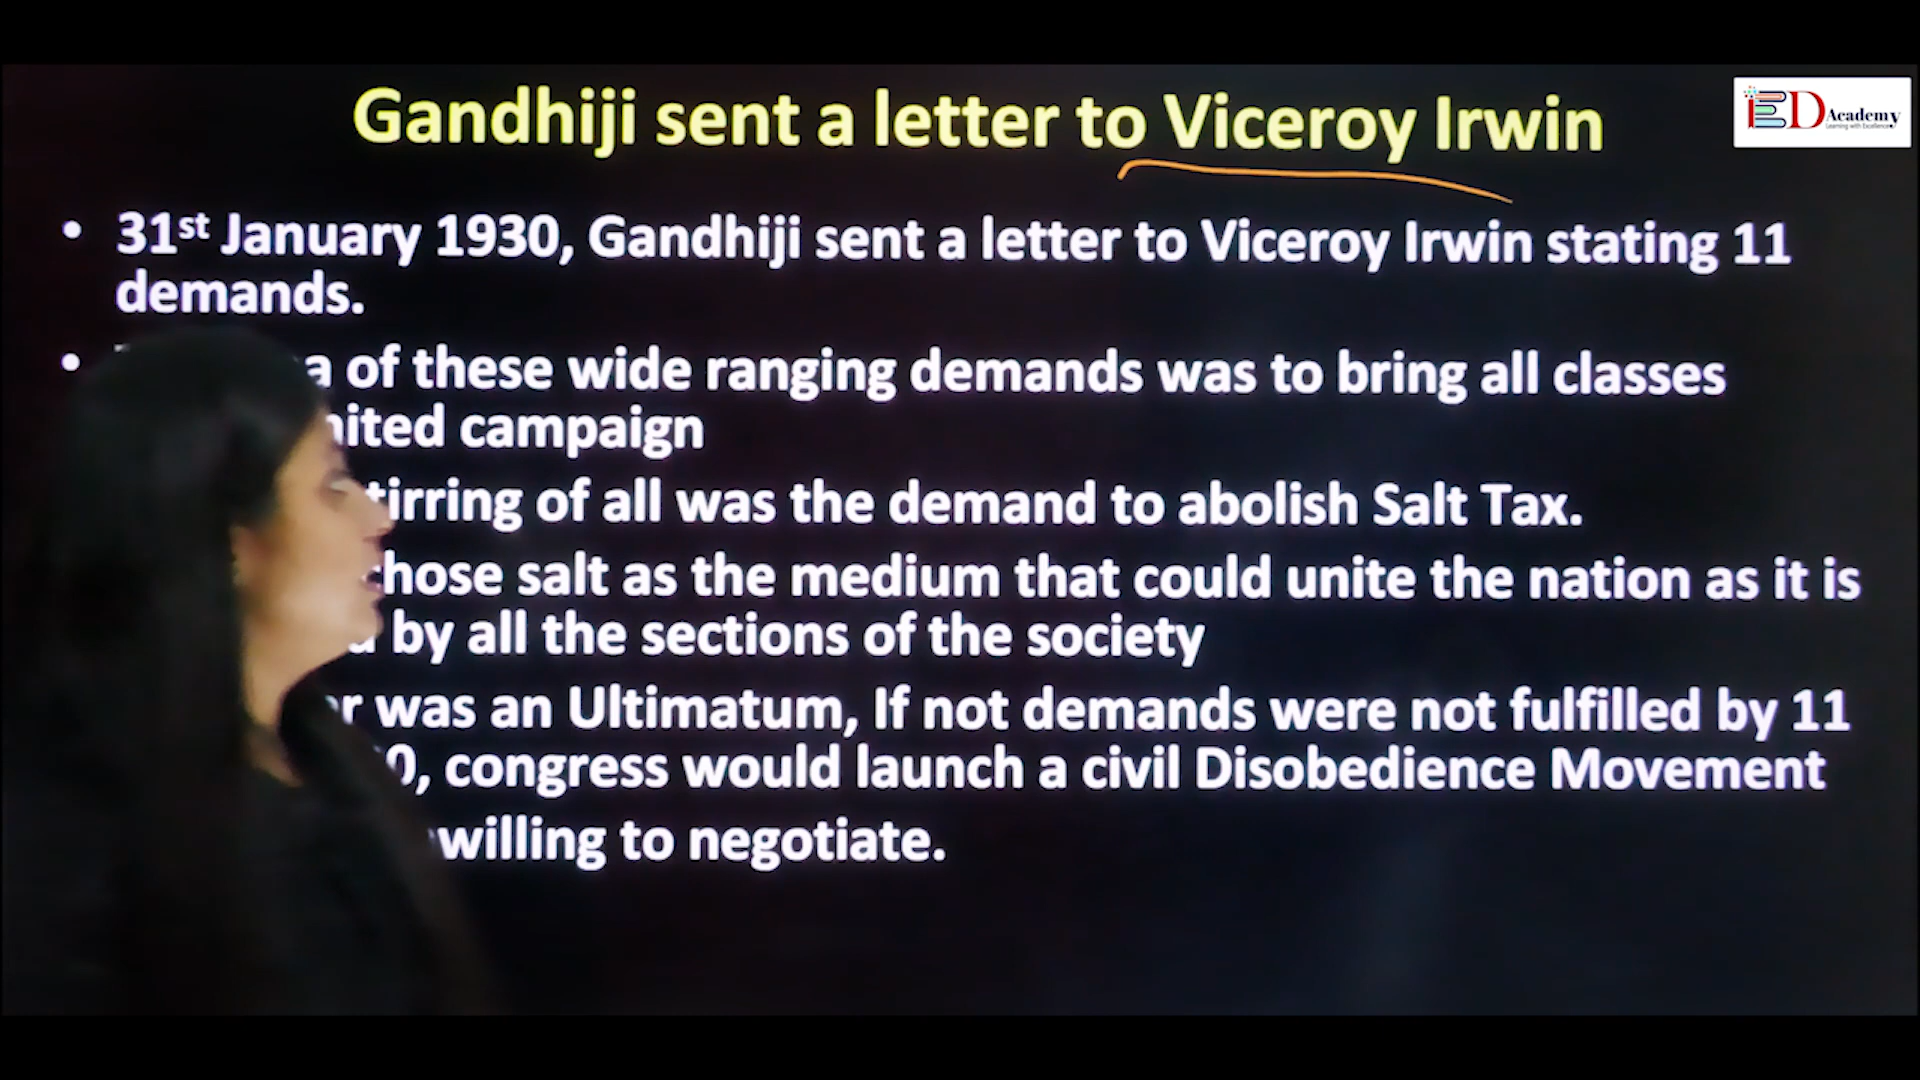 Gandhiji sent a letter to Viceroy Irwin
ED Academy
Learning with Excellence
• 31st January 1930, Gandhiji sent a letter to Viceroy Irwin stating 11
demands.
• of these wide ranging demands was to bring all classes
campaign
of all was the demand to abolish Salt Tax.
salt as the medium that could unite the nation as it is
by all the sections of the society
was an Ultimatum, If not demands were not fulfilled by 11
congress would launch a civil Disobedience Movement
willing to negotiate.